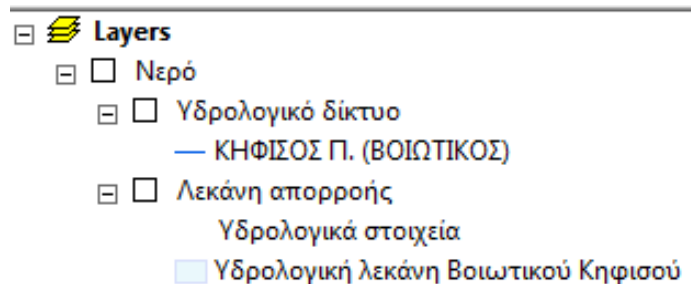 Layers
Νερό
Υδρολογικό δίκτυο
ΚΗΦΙΣΟΣ Π. (ΒΟΙΩΤΙΚΟΣ)
Λεκάνη απορροής
Υδρολογικά στοιχεία
Υδρολογική λεκάνη Βοιωτικού Κηφισού